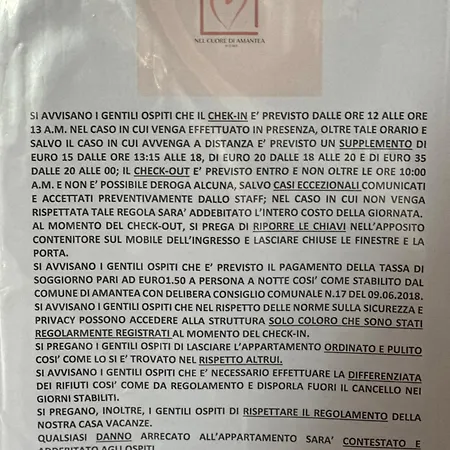 NEL CUORE DI AMANTEA
SI AVVISANO I GENTILI OSPITI CHE IL CHEK-IN E' PREVISTO DALLE ORE 12 ALLE ORE
13 A.M. NEL CASO IN CUI VENGA EFFETTUATO IN PRESENZA, OLTRE TALE ORARIO E
SALVO IL CASO IN CUI AVVENGA A DISTANZA E' PREVISTO UN SUPPLEMENTO DI
EURO 15 DALLE ORE 13:15 ALLE 18, DI EURO 20 DALLE 18 ALLE 20 E DI EURO 35
DALLE 20 ALLE 00; IL CHECK-OUT E' PREVISTO ENTRO E NON OLTRE LE ORE 10:00
A.M. E NON E' POSSIBILE DEROGA ALCUNA, SALVO CASI ECCEZIONALI COMUNICATI
E ACCETTATI PREVENTIVAMENTE DALLO STAFF; NEL CASO IN CUI NON VENGA
RISPETTATA TALE REGOLA SARA' ADDEBITATO L'INTERO COSTO DELLA GIORNATA.
AL MOMENTO DEL CHECK-OUT, SI PREGA DI RIPORRE LE CHIAVI NELL'APPOSITO
CONTENITORE SUL MOBILE DELL'INGRESSO E LASCIARE CHIUSE LE FINESTRE E LA
PORTA.
SI AVVISANO I GENTILI OSPITI CHE E' PREVISTO IL PAGAMENTO DELLA TASSA DI
SOGGIORNO PARI AD EURO1.50 A PERSONA A NOTTE COSI' COME STABILITO DAL
COMUNE DI AMANTEA CON DELIBERA CONSIGLIO COMUNALE N.17 DEL 09.06.2018.
SI AVVISANO I GENTILI OSPITI CHE NEL RISPETTO DELLE NORME SULLA SICUREZZA E
PRIVACY POSSONO ACCEDERE ALLA STRUTTURA SOLO COLORO CHE SONO STATI
REGOLARMENTE REGISTRATI AL MOMENTO DEL CHECK-IN.
SI PREGANO I GENTILI OSPITI DI LASCIARE L'APPARTAMENTO ORDINATO E PULITO
COSI' COME LO SI E' TROVATO NEL RISPETTO ALTRUI.
SI AVVISANO I GENTILI OSPITI CHE E' NECESSARIO EFFETTUARE LA DIFFERENZIATA
DEI RIFIUTI COSI' COME DA REGOLAMENTO E DISPORLA FUORI IL CANCELLO NEI
GIORNI STABILITI.
SI PREGANO, INOLTRE, I GENTILI OSPITI DI RISPETTARE IL REGOLAMENTO DELLA
NOSTRA CASA VACANZE.
QUALSIASI DANNO ARRECATO ALL'APPARTAMENTO SARA' CONTESTATO E
ADDEBITATO AGLI OSPITI.